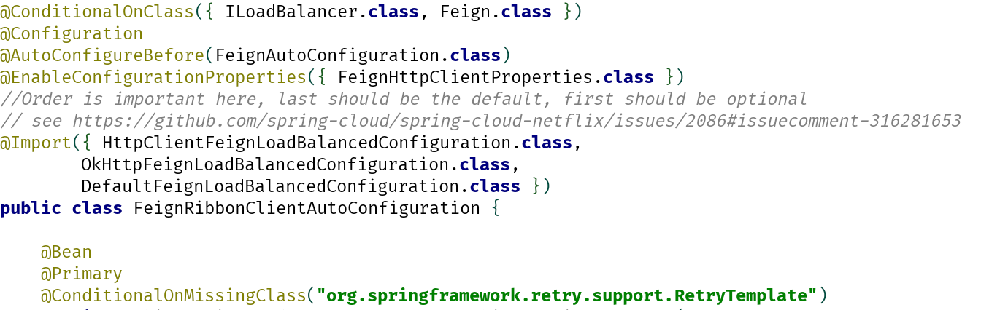 @ConditionalOnClass({ ILoadBalancer.class, Feign.class })
@Configuration
@AutoConfigureBefore(FeignAutoConfiguration.class)
@EnableConfigurationProperties({ FeignHttpClientProperties.class })
//Order is important here, last should be the default, first should be optional
// see https://github.com/spring-cloud/spring-cloud-netflix/issues/2086#issuecomment-316281653
@Import({ HttpClientFeignLoadBalancedConfiguration.class,
OkHttpFeignLoadBalancedConfiguration.class,
DefaultFeignLoadBalancedConfiguration.class })
public class FeignRibbonClientAutoConfiguration {
@Bean
@Primary
@ConditionalOnMissingClass("org.springframework.retry.support.RetryTemplate")